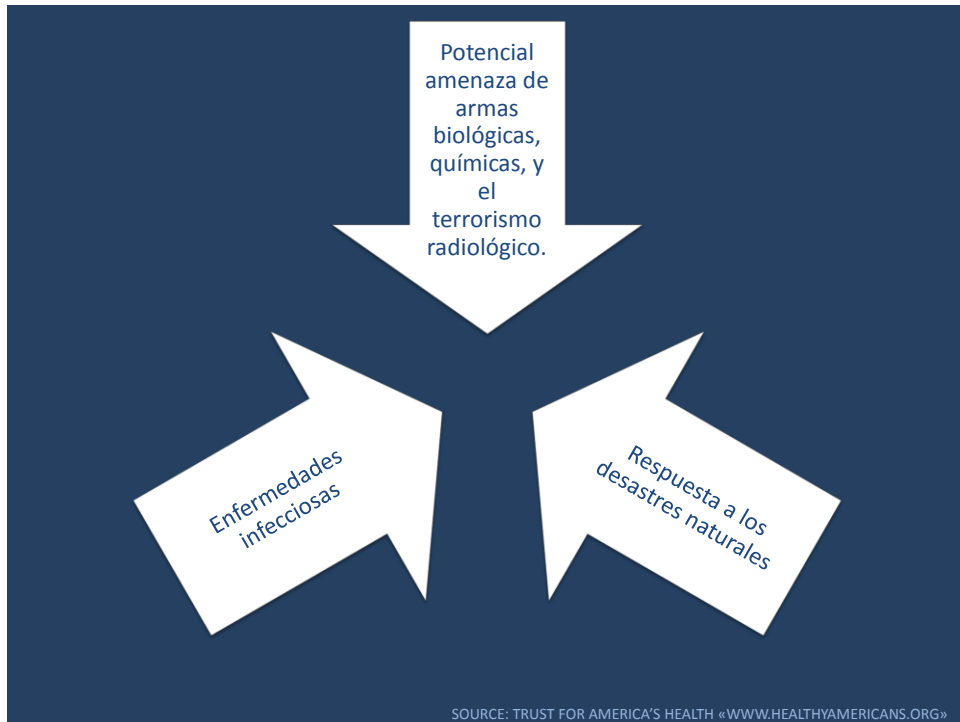 Potencial
amenaza de
armas
biológicas,
químicas, y
el
terrorismo
radiológico.
Enfermedades
infecciosas
Respuesta a los
desastres naturales
SOURCE: TRUST FOR AMERICA'S HEALTH «WWW.HEALTHYAMERICANS.ORG»